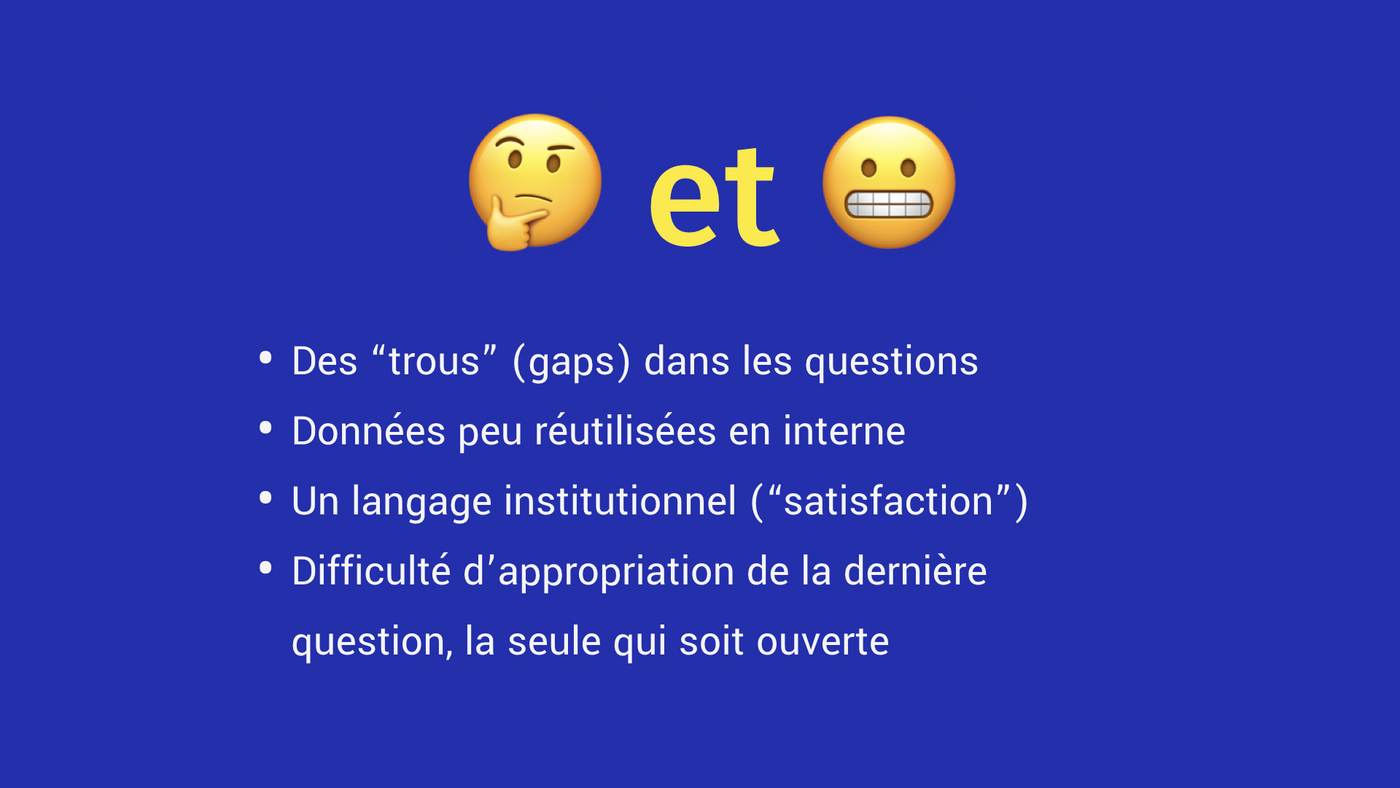 🤔 et 😬
• Des “trous” (gaps) dans les questions
• Données peu réutilisées en interne
• Un langage institutionnel (“satisfaction”)
• Difficulté d’appropriation de la dernière
question, la seule qui soit ouverte